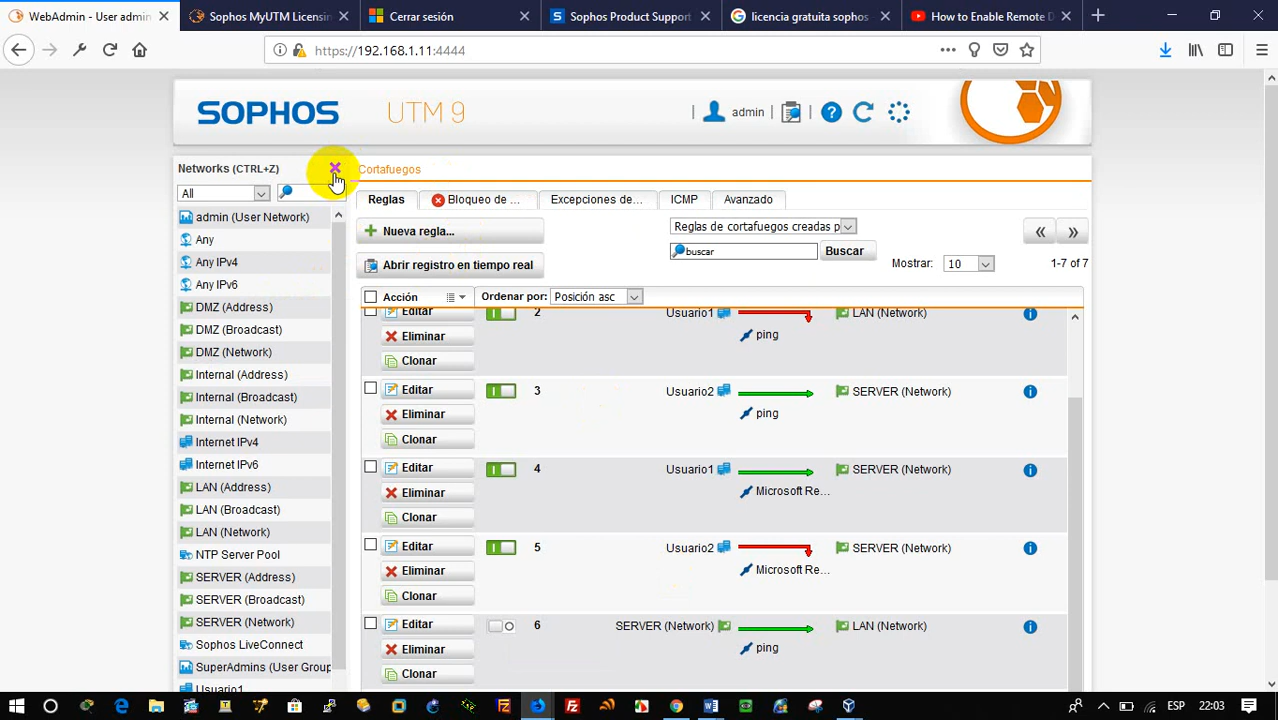 WebAdmin - User admin
Sophos MyUTM Licensin
Cerrar sesión
Sophos Product Support
licencia gratuita sophos
How to Enable Remote D
https://192.168.1.11:4444
SOPHOS UTM 9
admin
Networks (CTRL+Z)
Cortafuegos
All
Reglas
Bloqueo de ...
Excepciones de...
ICMP
Avanzado
Nueva regla...
Reglas de cortafuegos creadas p
buscar
Buscar
Abrir registro en tiempo real
Mostrar: 10
1-7 of 7
Acción
Ordenar por: Posición asc
admin (User Network)
Any
Any IPv4
Any IPv6
DMZ (Address)
DMZ (Broadcast)
DMZ (Network)
Internal (Address)
Internal (Broadcast)
Internal (Network)
Internet IPv4
Internet IPv6
LAN (Address)
LAN (Broadcast)
LAN (Network)
NTP Server Pool
SERVER (Address)
SERVER (Broadcast)
SERVER (Network)
Sophos LiveConnect
SuperAdmins (User Group
Usuario1
Editar 2 Usuario1 LAN (Network)
Eliminar ping
Clonar
Editar 3 Usuario2 SERVER (Network)
Eliminar ping
Clonar
Editar 4 Usuario1 SERVER (Network)
Eliminar Microsoft Re...
Clonar
Editar 5 Usuario2 SERVER (Network)
Eliminar Microsoft Re...
Clonar
Editar 6 SERVER (Network) LAN (Network)
Eliminar ping
Clonar
ESP
22:03